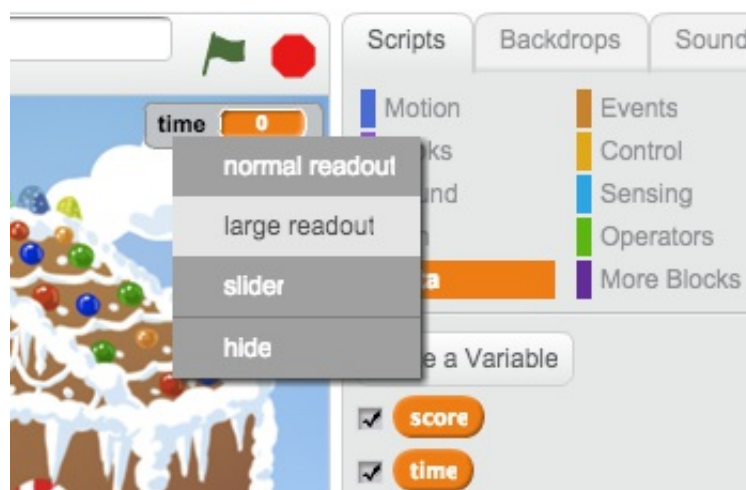 Scripts Backdrops Sound
time 0
Motion Events
Control
Sensing
Operators
More Blocks
normal readout
large readout
slider
hide
a Variable
score
time